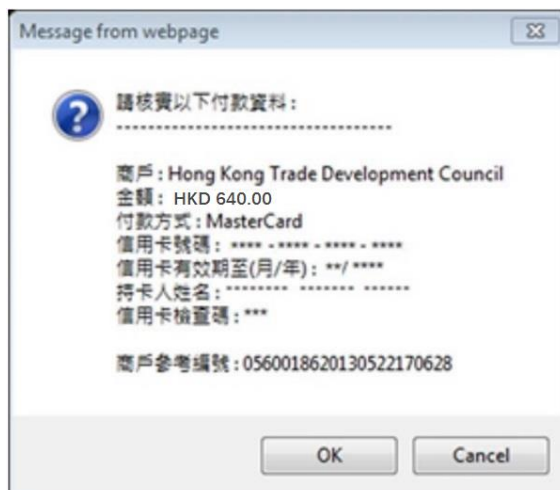 Message from webpage
請核實以下付款資料：
-----------------------------------
商戶 : Hong Kong Trade Development Council
金額： HKD 640.00
付款方式 : MasterCard
信用卡號碼： **** - **** - **** - ****
信用卡有效期至(月/年)： **/ ****
持卡人姓名 : ******** ******* ******
信用卡檢查碼 : ***
商戶參考編號 : 05600186201305221706​28
OK
Cancel